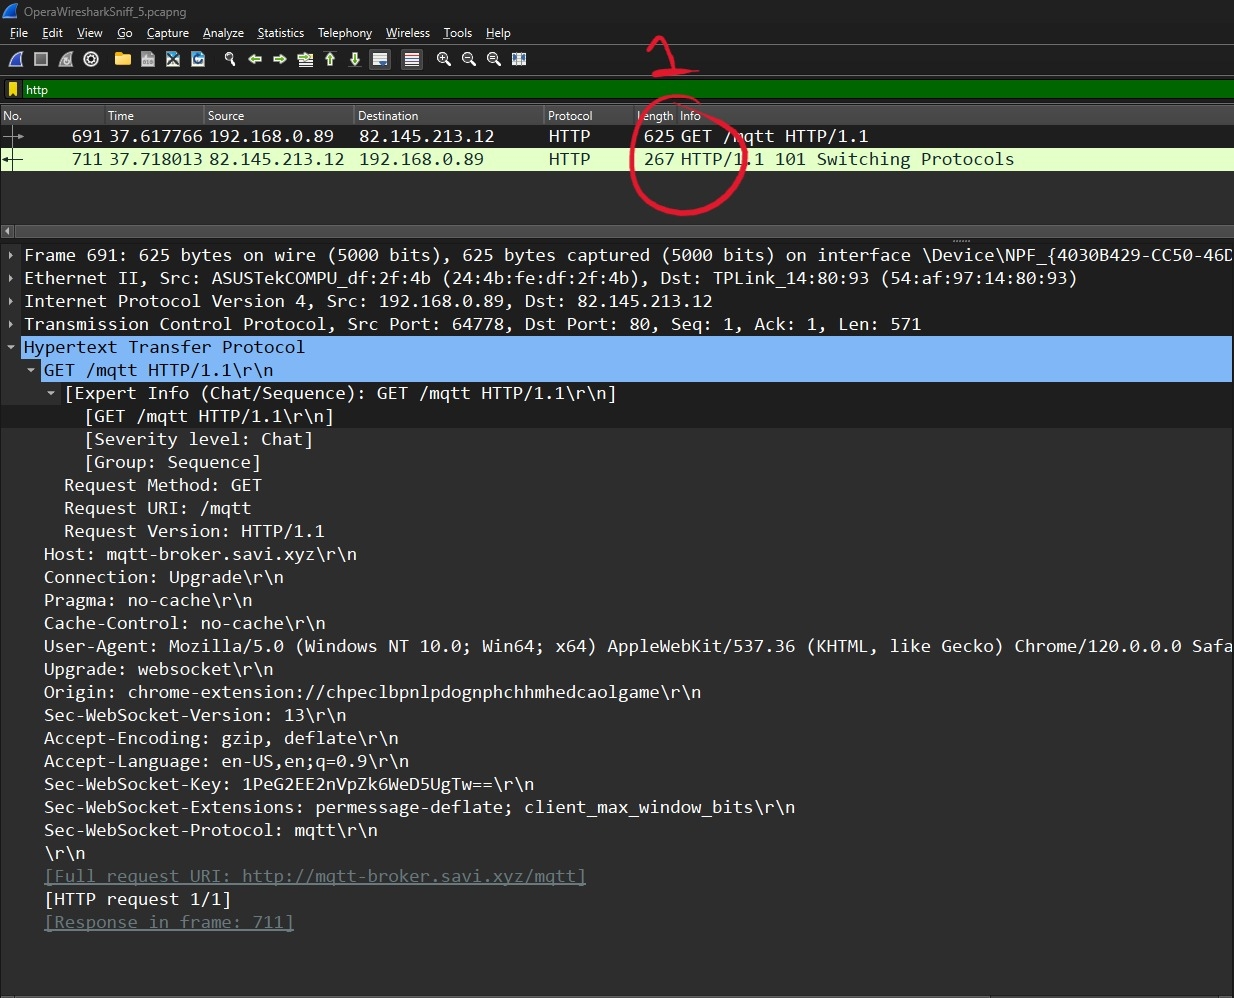 OperaWiresharkSniff_5.pcapng
File Edit View Go Capture Analyze Statistics Telephony Wireless Tools Help
1
http
No. Time Source Destination Protocol Length Info
691 37.617766 192.168.0.89 82.145.213.12 HTTP 625 GET /mqtt HTTP/1.1
711 37.718013 82.145.213.12 192.168.0.89 HTTP 267 HTTP/1.1 101 Switching Protocols
Frame 691: 625 bytes on wire (5000 bits), 625 bytes captured (5000 bits) on interface \Device\NPF_{4030B429-CC50-46D
Ethernet II, Src: ASUSTekCOMPU_df:2f:4b (24:4b:fe:df:2f:4b), Dst: TPLink_14:80:93 (54:af:97:14:80:93)
Internet Protocol Version 4, Src: 192.168.0.89, Dst: 82.145.213.12
Transmission Control Protocol, Src Port: 64778, Dst Port: 80, Seq: 1, Ack: 1, Len: 571
Hypertext Transfer Protocol
GET /mqtt HTTP/1.1\r\n
[Expert Info (Chat/Sequence): GET /mqtt HTTP/1.1\r\n]
[GET /mqtt HTTP/1.1\r\n]
[Severity level: Chat]
[Group: Sequence]
Request Method: GET
Request URI: /mqtt
Request Version: HTTP/1.1
Host: mqtt-broker.savi.xyz\r\n
Connection: Upgrade\r\n
Pragma: no-cache\r\n
Cache-Control: no-cache\r\n
User-Agent: Mozilla/5.0 (Windows NT 10.0; Win64; x64) AppleWebKit/537.36 (KHTML, like Gecko) Chrome/120.0.0.0 Safa
Upgrade: websocket\r\n
Origin: chrome-extension://chpeclbpnlpdognphchhmhedcaolgame\r\n
Sec-WebSocket-Version: 13\r\n
Accept-Encoding: gzip, deflate\r\n
Accept-Language: en-US,en;q=0.9\r\n
Sec-WebSocket-Key: 1PeG2EE2nVpZk6WeD5UgTw==\r\n
Sec-WebSocket-Extensions: permessage-deflate; client_max_window_bits\r\n
Sec-WebSocket-Protocol: mqtt\r\n
\r\n
[Full request URI: http://mqtt-broker.savi.xyz/mqtt]
[HTTP request 1/1]
[Response in frame: 711]